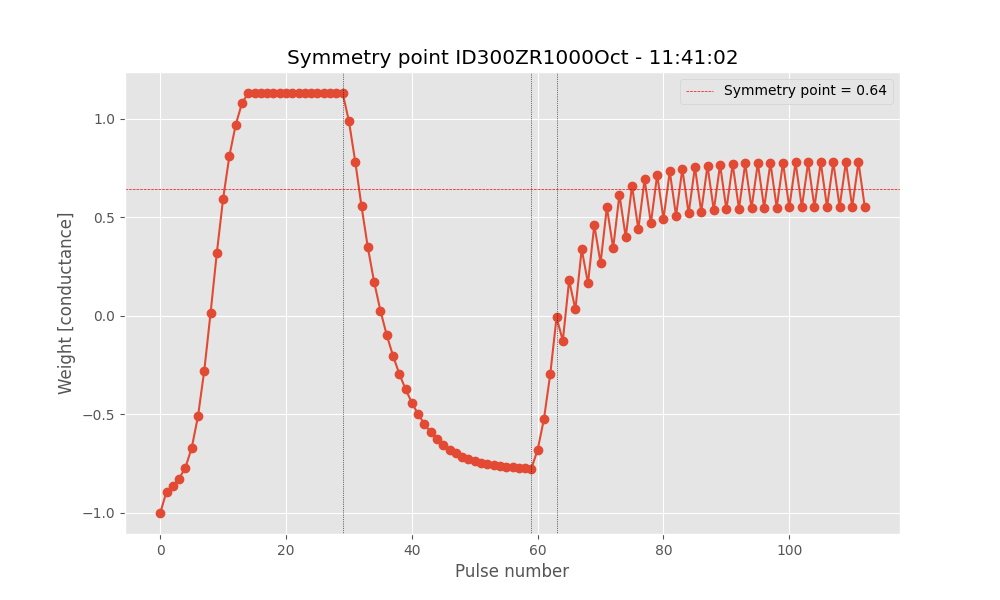 Symmetry point ID300ZR1000Oct - 11:41:02
Symmetry point = 0.64
Weight [conductance]
1.0
0.5
0.0
−0.5
−1.0
0 20 40 60 80 100
Pulse number